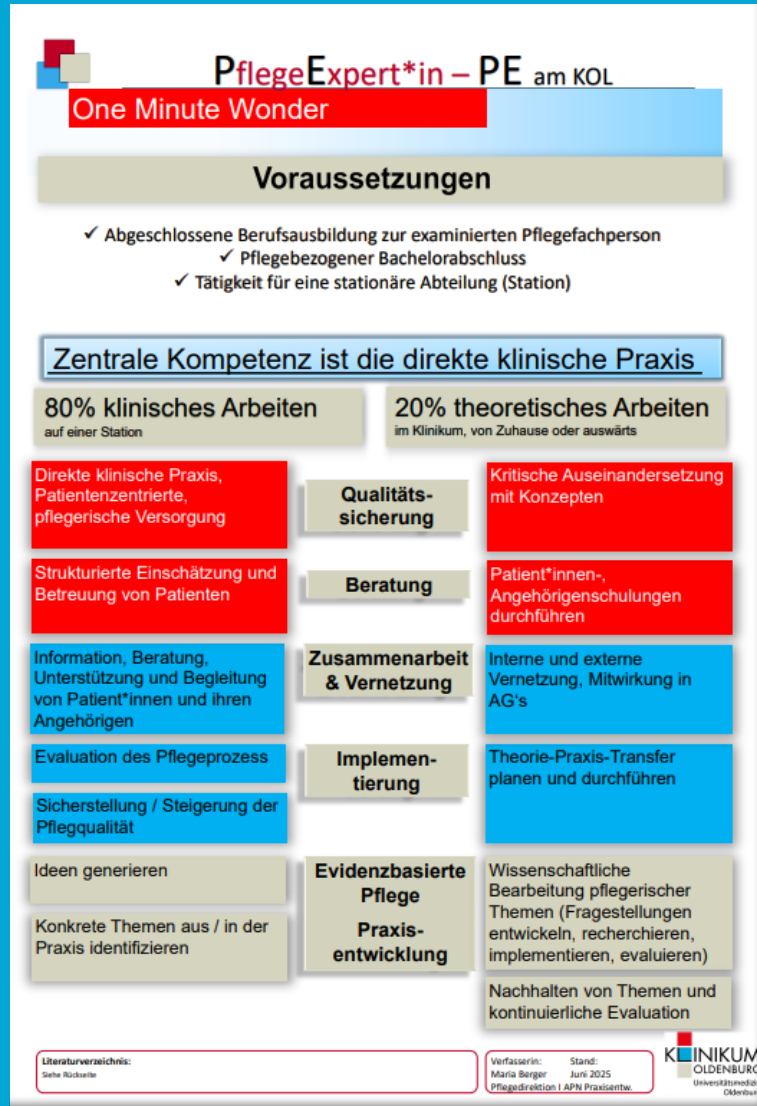 PflegeExpert*in – PE am KOL
One Minute Wonder
Voraussetzungen
✓ Abgeschlossene Berufsausbildung zur examinierten Pflegefachperson
✓ Pflegebezogener Bachelorabschluss
✓ Tätigkeit für eine stationäre Abteilung (Station)
Zentrale Kompetenz ist die direkte klinische Praxis
80% klinisches Arbeiten
auf einer Station
20% theoretisches Arbeiten
im Klinikum, von Zuhause oder auswärts
Direkte klinische Praxis,
Patientenzentrierte,
pflegerische Versorgung
Qualitäts-
sicherung
Kritische Auseinandersetzung
mit Konzepten
Strukturierte Einschätzung und
Betreuung von Patienten
Beratung
Patient*innen-,
Angehörigenschulungen
durchführen
Information, Beratung,
Unterstützung und Begleitung
von Patient*innen und ihren
Angehörigen
Zusammenarbeit
& Vernetzung
Interne und externe
Vernetzung, Mitwirkung in
AG's
Evaluation des Pflegeprozess
Sicherstellung / Steigerung der
Pflegqualität
Implemen-
tierung
Theorie-Praxis-Transfer
planen und durchführen
Ideen generieren
Konkrete Themen aus / in der
Praxis identifizieren
Evidenzbasierte
Pflege
Praxis-
entwicklung
Wissenschaftliche
Bearbeitung pflegerischer
Themen (Fragestellungen
entwickeln, recherchieren,
implementieren, evaluieren)
Nachhalten von Themen und
kontinuierliche Evaluation
Literaturverzeichnis:
Siehe Rückseite
Verfasserin: Stand:
Maria Berger Juni 2025
Pflegedirektion I APN Praxisentw.
KLINIKUM
OLDENBURG
Universitätsmedizin
Oldenburg